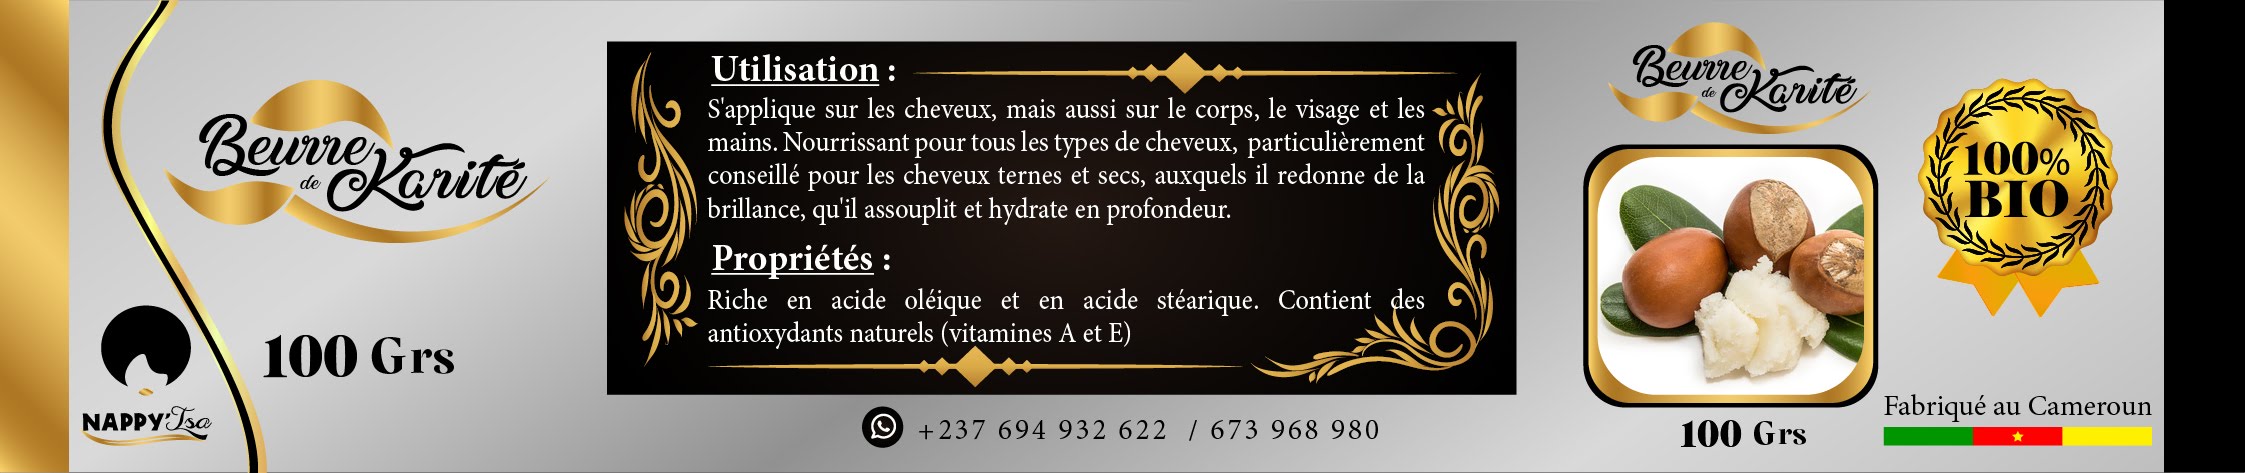 Beurre
de Karité
100 Grs
NAPPY'Isa
Utilisation :
S'applique sur les cheveux, mais aussi sur le corps, le visage et les
mains. Nourrissant pour tous les types de cheveux, particulièrement
conseillé pour les cheveux ternes et secs, auxquels il redonne de la
brillance, qu'il assouplit et hydrate en profondeur.
Propriétés :
Riche en acide oléique et en acide stéarique. Contient des
antioxydants naturels (vitamines A et E)
+237 694 932 622 / 673 968 980
Beurre
de Karité
100 Grs
100%
BIO
Fabriqué au Cameroun